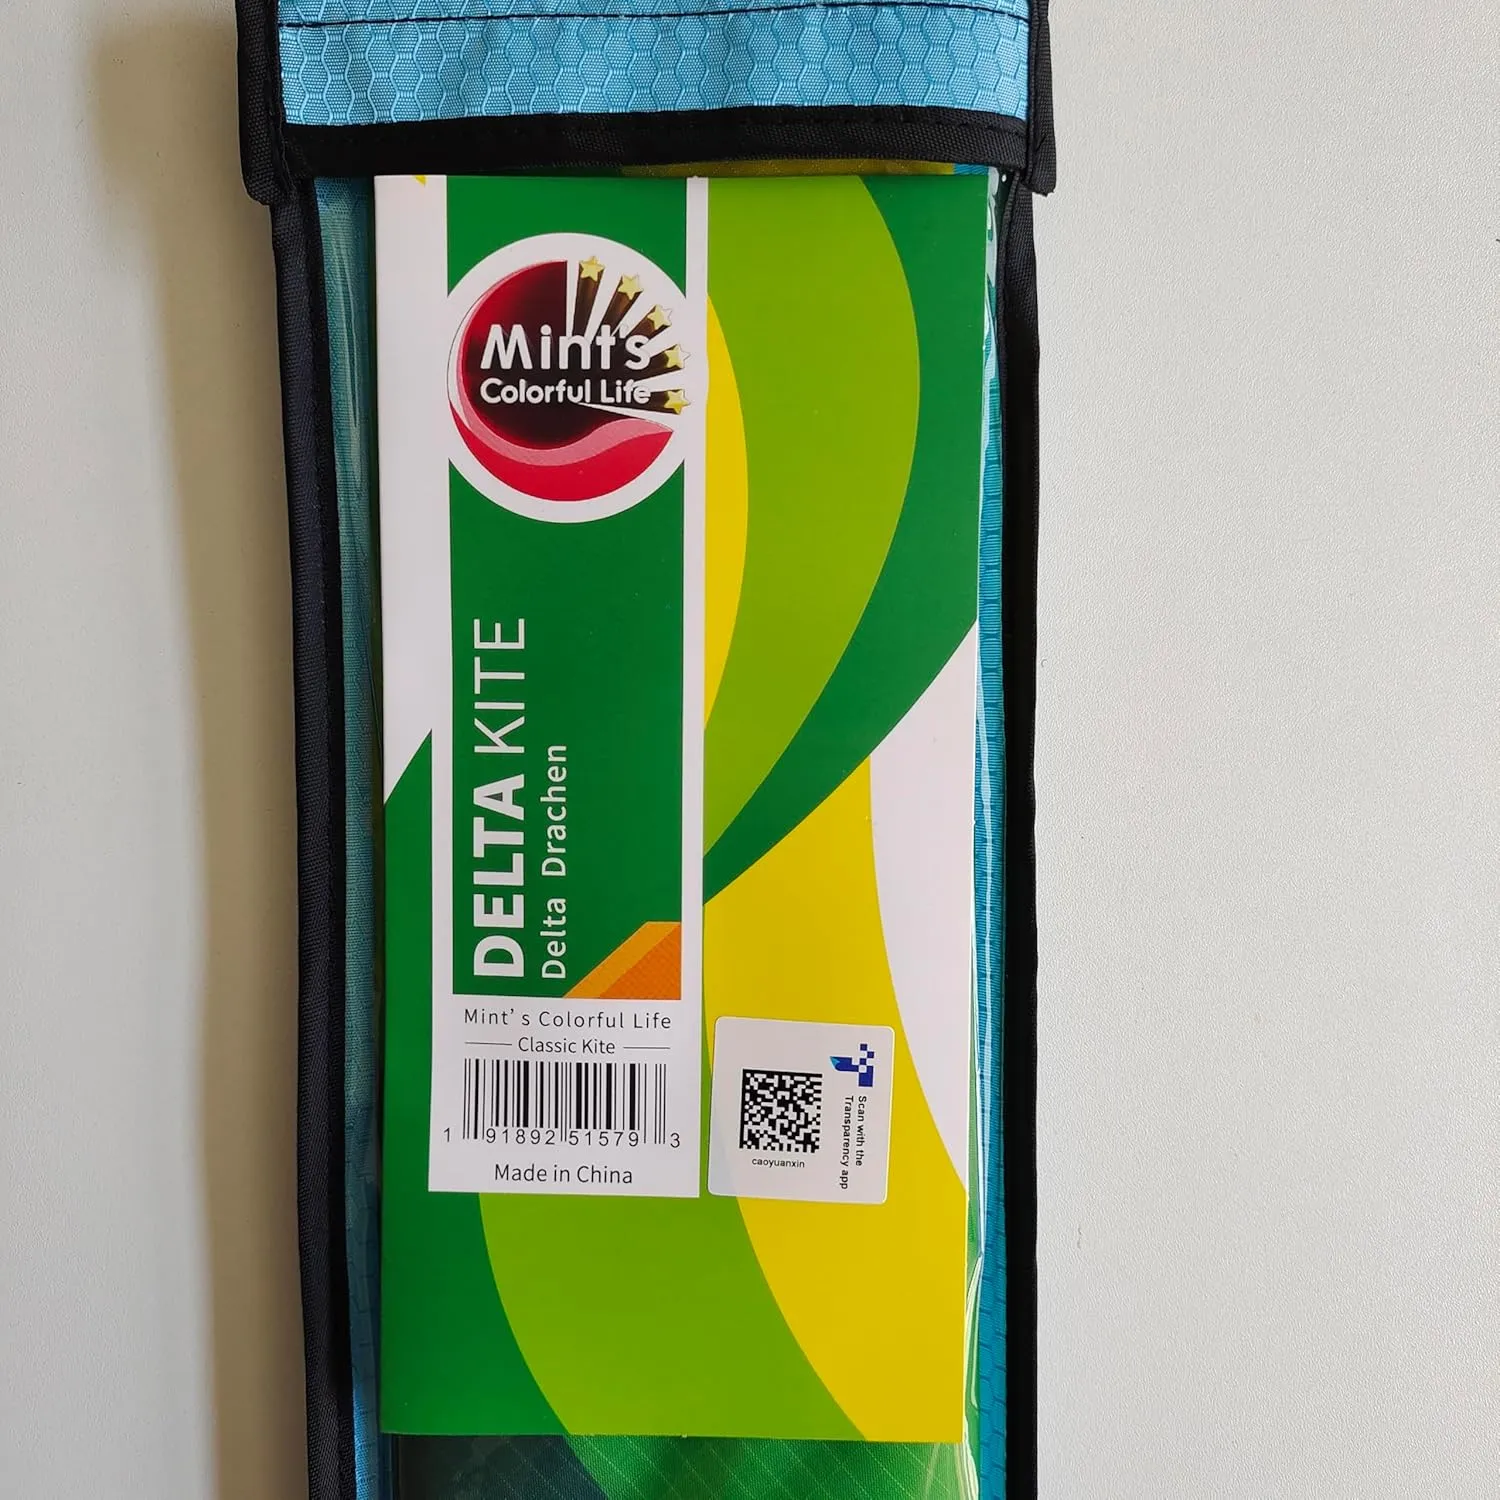 Mint's
Colorful Life
DELTA KITE
Delta Drachen
Mint's Colorful Life
Classic Kite
1 91892 51579 3
Made in China
Scan with the
Transparency app
caoyuanxin